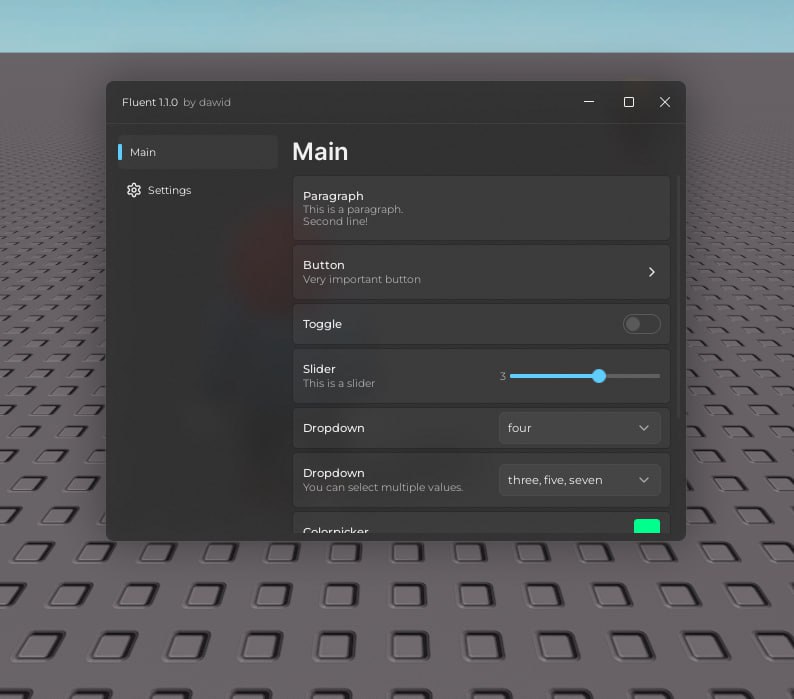 Fluent 1.1.0 by dawid
Main
Settings
Main
Paragraph
This is a paragraph.
Second line!
Button
Very important button
Toggle
Slider
This is a slider
3
Dropdown
four
Dropdown
You can select multiple values.
three, five, seven
Colorpicker